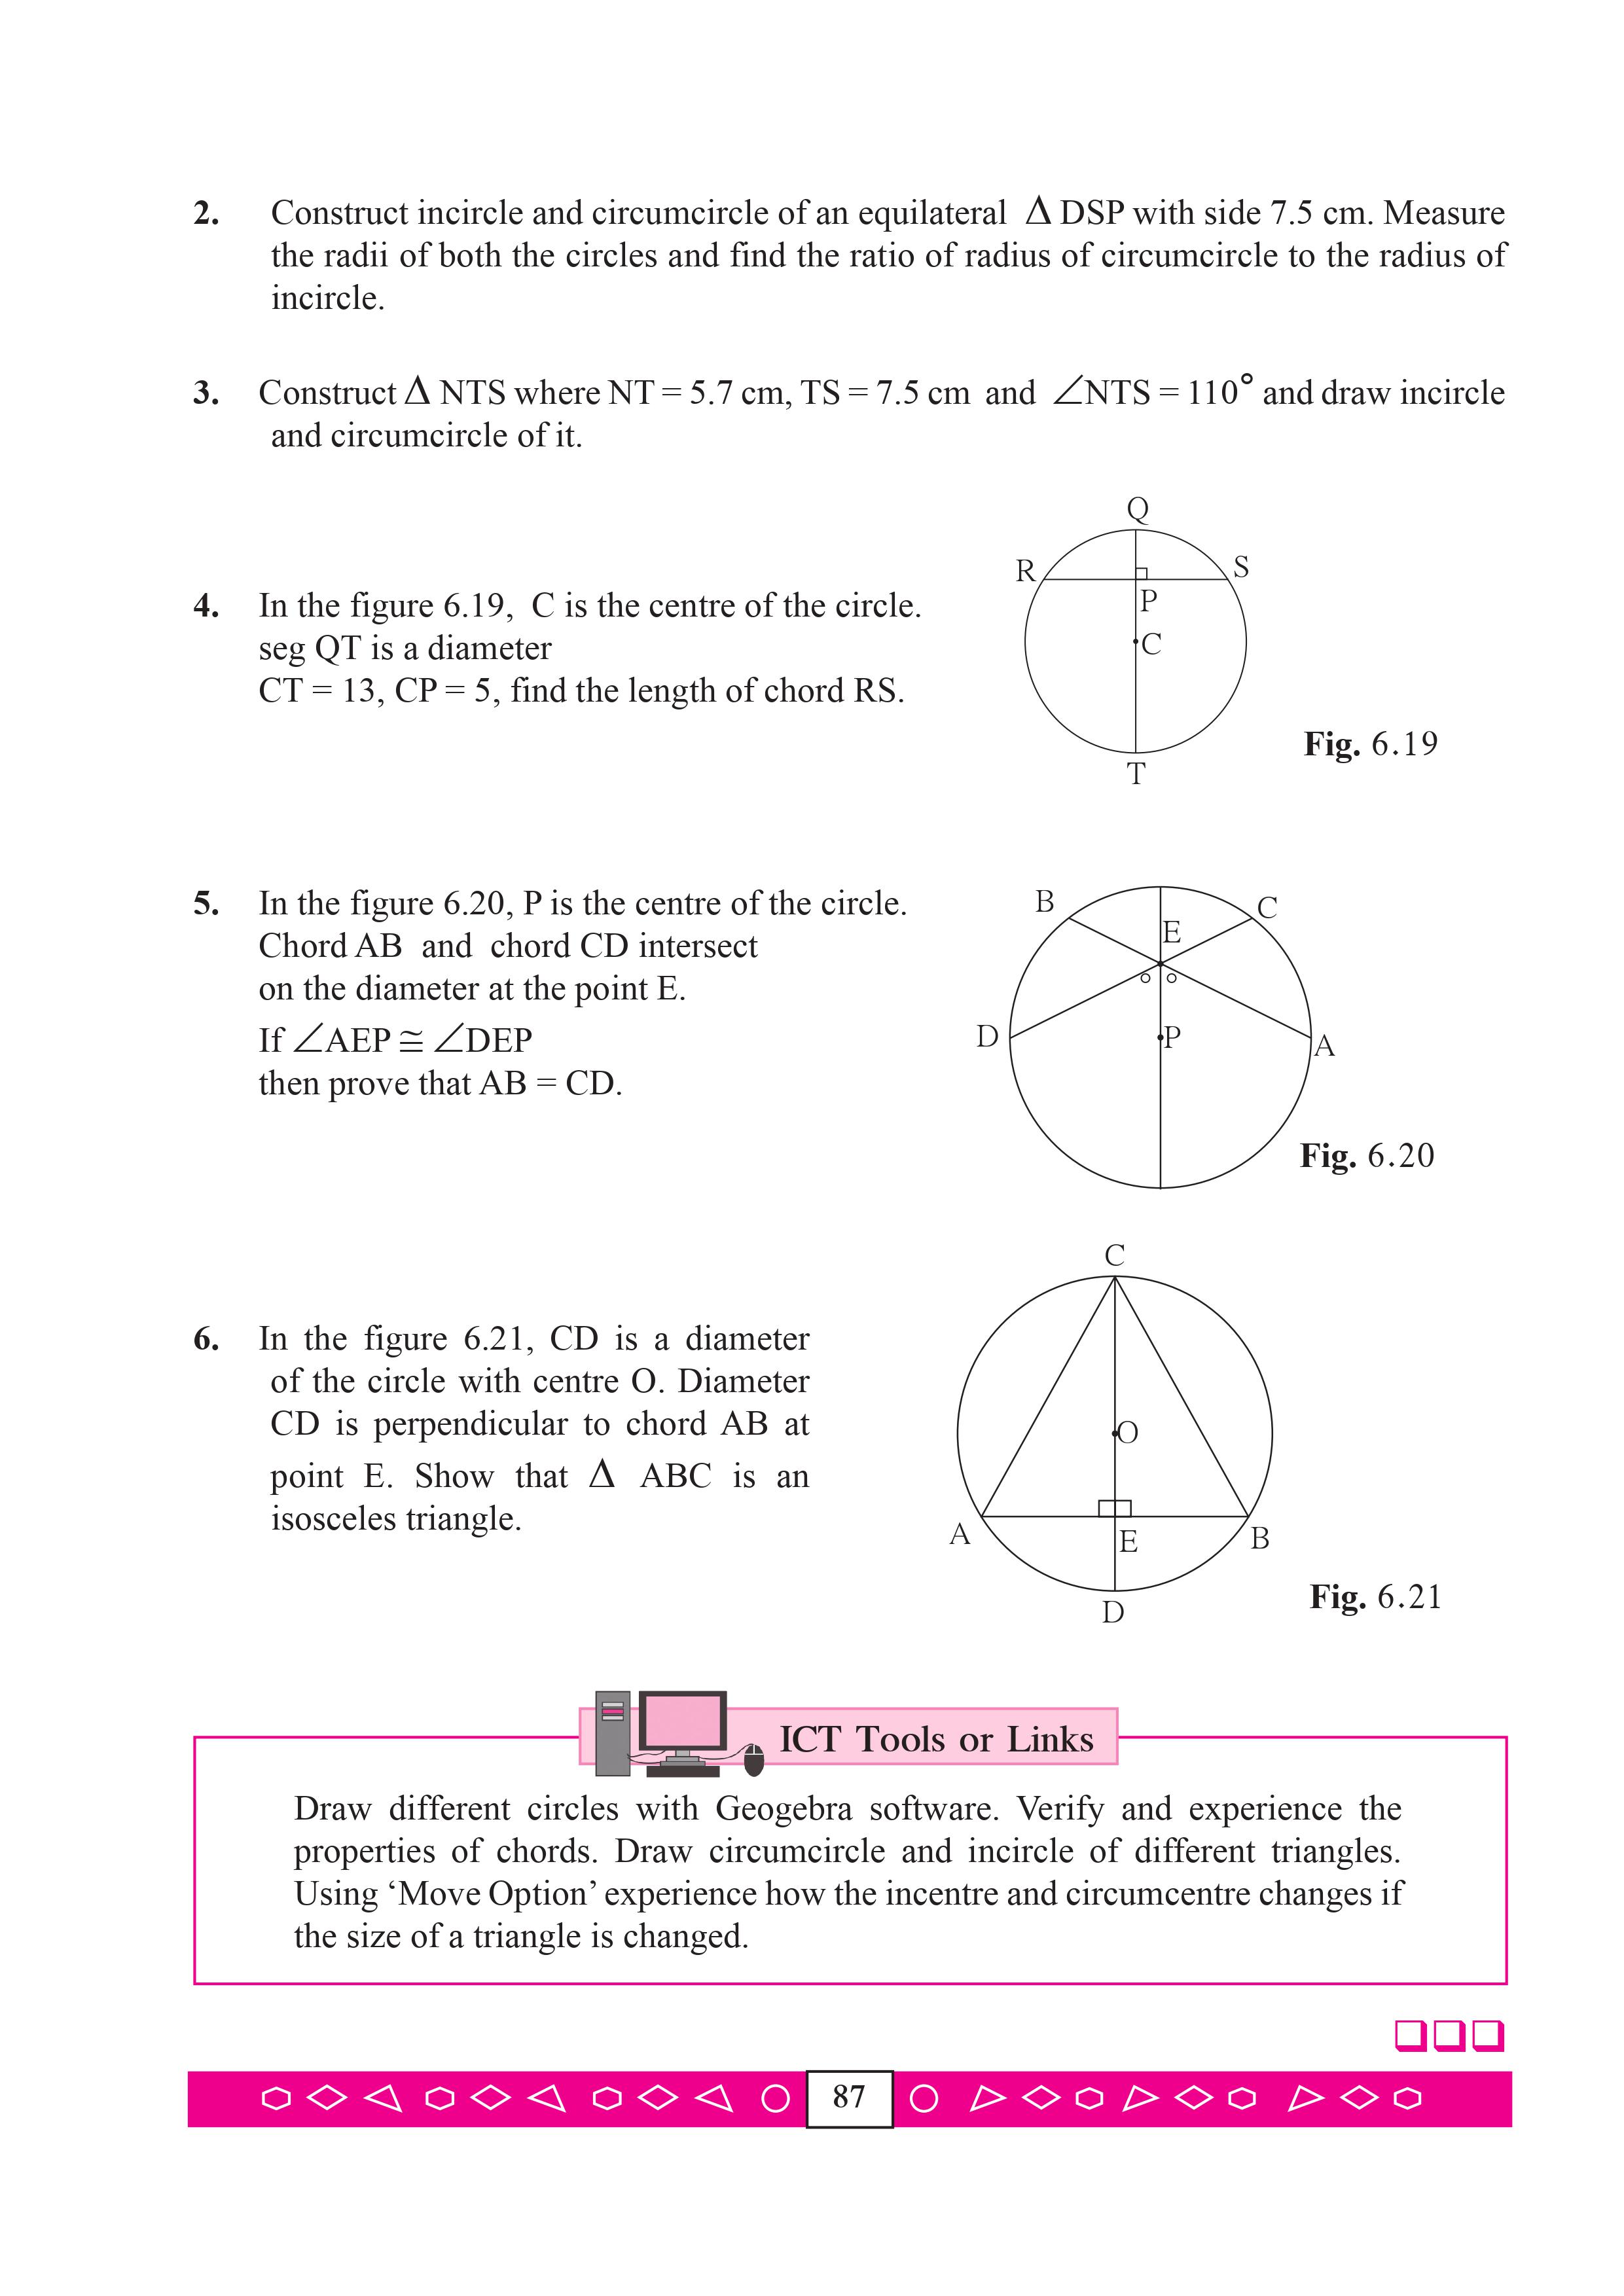 2. Construct incircle and circumcircle of an equilateral Δ DSP with side 7.5 cm. Measure
the radii of both the circles and find the ratio of radius of circumcircle to the radius of
incircle.
3. Construct Δ NTS where NT = 5.7 cm, TS = 7.5 cm and ∠NTS = 110° and draw incircle
and circumcircle of it.
4. In the figure 6.19, C is the centre of the circle.
seg QT is a diameter
CT = 13, CP = 5, find the length of chord RS.
Q
R
S
P
C
T
Fig. 6.19
5. In the figure 6.20, P is the centre of the circle.
Chord AB and chord CD intersect
on the diameter at the point E.
If ∠AEP ≅ ∠DEP
then prove that AB = CD.
B
C
E
D
P
A
Fig. 6.20
6. In the figure 6.21, CD is a diameter
of the circle with centre O. Diameter
CD is perpendicular to chord AB at
point E. Show that Δ ABC is an
isosceles triangle.
C
O
A
E
B
D
Fig. 6.21
ICT Tools or Links
Draw different circles with Geogebra software. Verify and experience the
properties of chords. Draw circumcircle and incircle of different triangles.
Using ‘Move Option’ experience how the incentre and circumcentre changes if
the size of a triangle is changed.
87